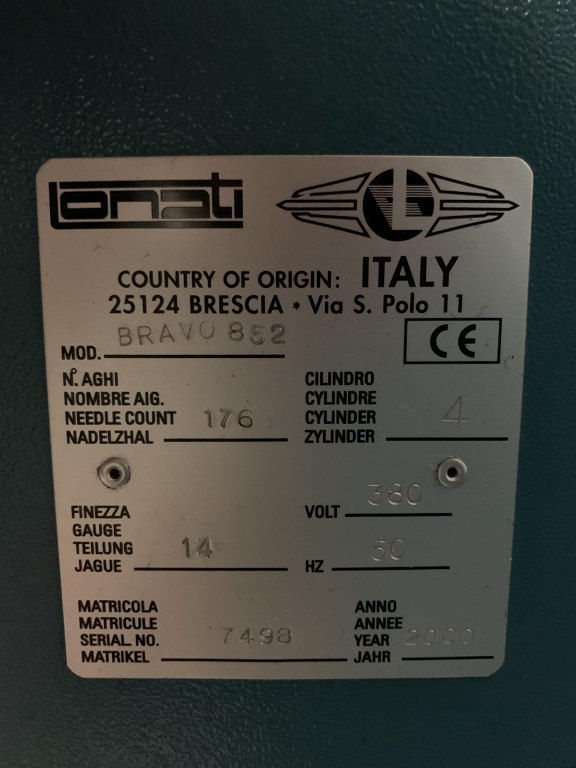 Lonati
COUNTRY OF ORIGIN: ITALY
25124 BRESCIA • Via S. Polo 11
MOD. BRAVO 852
CE
N. AGHI
NOMBRE AIG.
NEEDLE COUNT 176
NADELZHAL
CILINDRO
CYLINDRE
CYLINDER 4
ZYLINDER
FINEZZA
GAUGE
TEILUNG 14
JAGUE
VOLT 380
HZ 50
MATRICOLA
MATRICULE
SERIAL NO. 7498
MATRIKEL
ANNO
ANNEE
YEAR 2000
JAHR